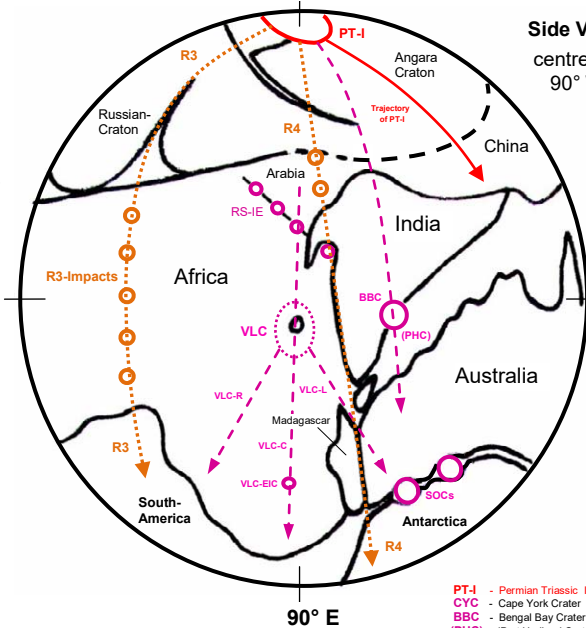 PT-I
Side V
centre
90°
R3
Angara
Craton
Russian-
Craton
Trajectory
of PT-I
R4
China
Arabia
RS-IE
India
Africa
R3-Impacts
BBC
(PHC)
VLC
Australia
VLC-R
VLC-L
Madagascar
VLC-C
R3
VLC-EIC
SOCs
South-
America
Antarctica
R4
90° E
PT-I - Permian Triassic
CYC - Cape York Crater
BBC - Bengal Bay Crater